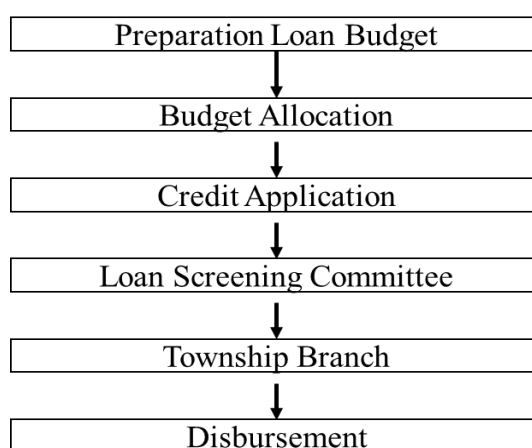 Preparation Loan Budget
Budget Allocation
Credit Application
Loan Screening Committee
Township Branch
Disbursement